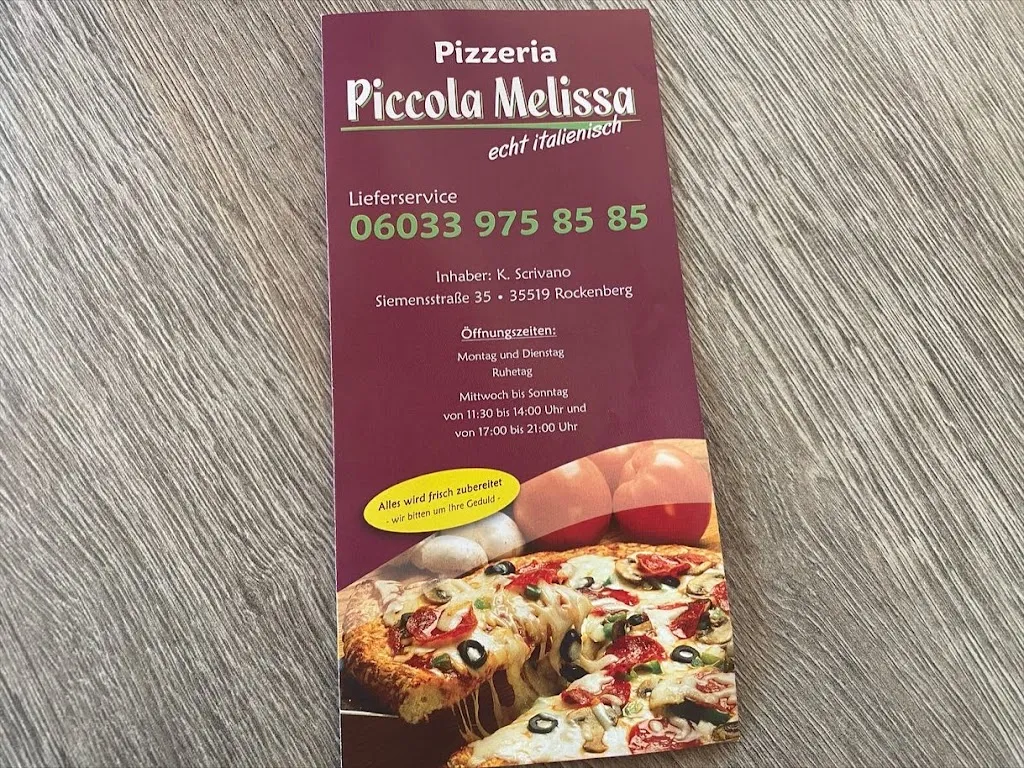 Pizzeria
Piccola Melissa
echt italienisch
Lieferservice
06033 975 85 85
Inhaber: K. Scrivano
Siemensstraße 35 • 35519 Rockenberg
Öffnungszeiten:
Montag und Dienstag
Ruhetag
Mittwoch bis Sonntag
von 11:30 bis 14:00 Uhr und
von 17:00 bis 21:00 Uhr
Alles wird frisch zubereitet
- wir bitten um Ihre Geduld -